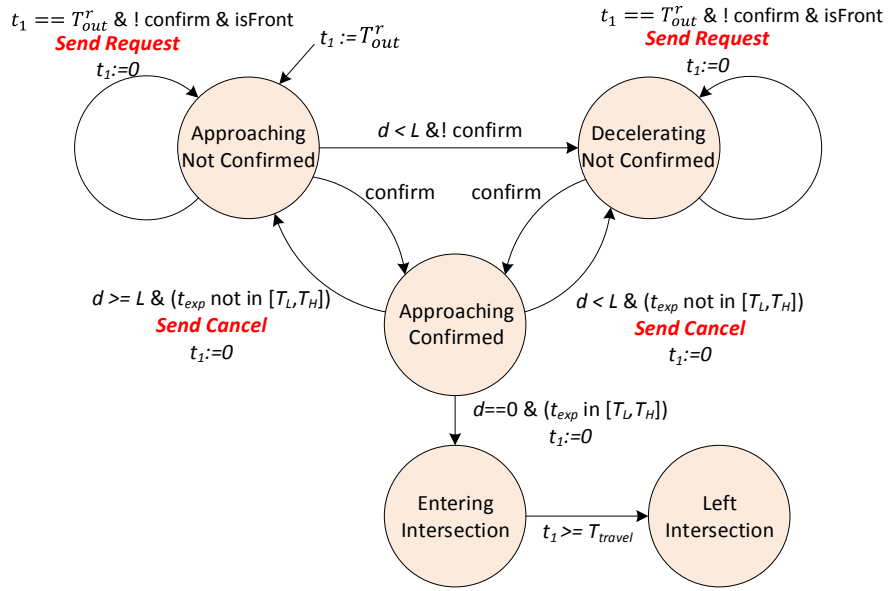 t₁ == Tʳₒᵤₜ & ! confirm & isFront
Send Request
t₁:=0
t₁ := Tʳₒᵤₜ
t₁ == Tʳₒᵤₜ & ! confirm & isFront
Send Request
t₁:=0
Approaching
Not Confirmed
d < L &! confirm
Decelerating
Not Confirmed
confirm
confirm
d >= L & (t_exp not in [T_L,T_H])
Send Cancel
t₁:=0
Approaching
Confirmed
d < L & (t_exp not in [T_L,T_H])
Send Cancel
t₁:=0
d==0 & (t_exp in [T_L,T_H])
t₁:=0
Entering
Intersection
t₁ >= T_travel
Left
Intersection